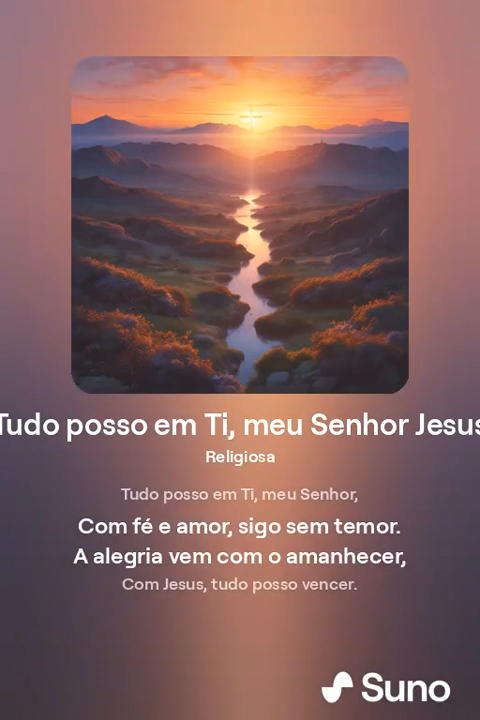 Tudo posso em Ti, meu Senhor Jesus
Religiosa
Tudo posso em Ti, meu Senhor,
Com fé e amor, sigo sem temor.
A alegria vem com o amanhecer,
Com Jesus, tudo posso vencer.
Suno